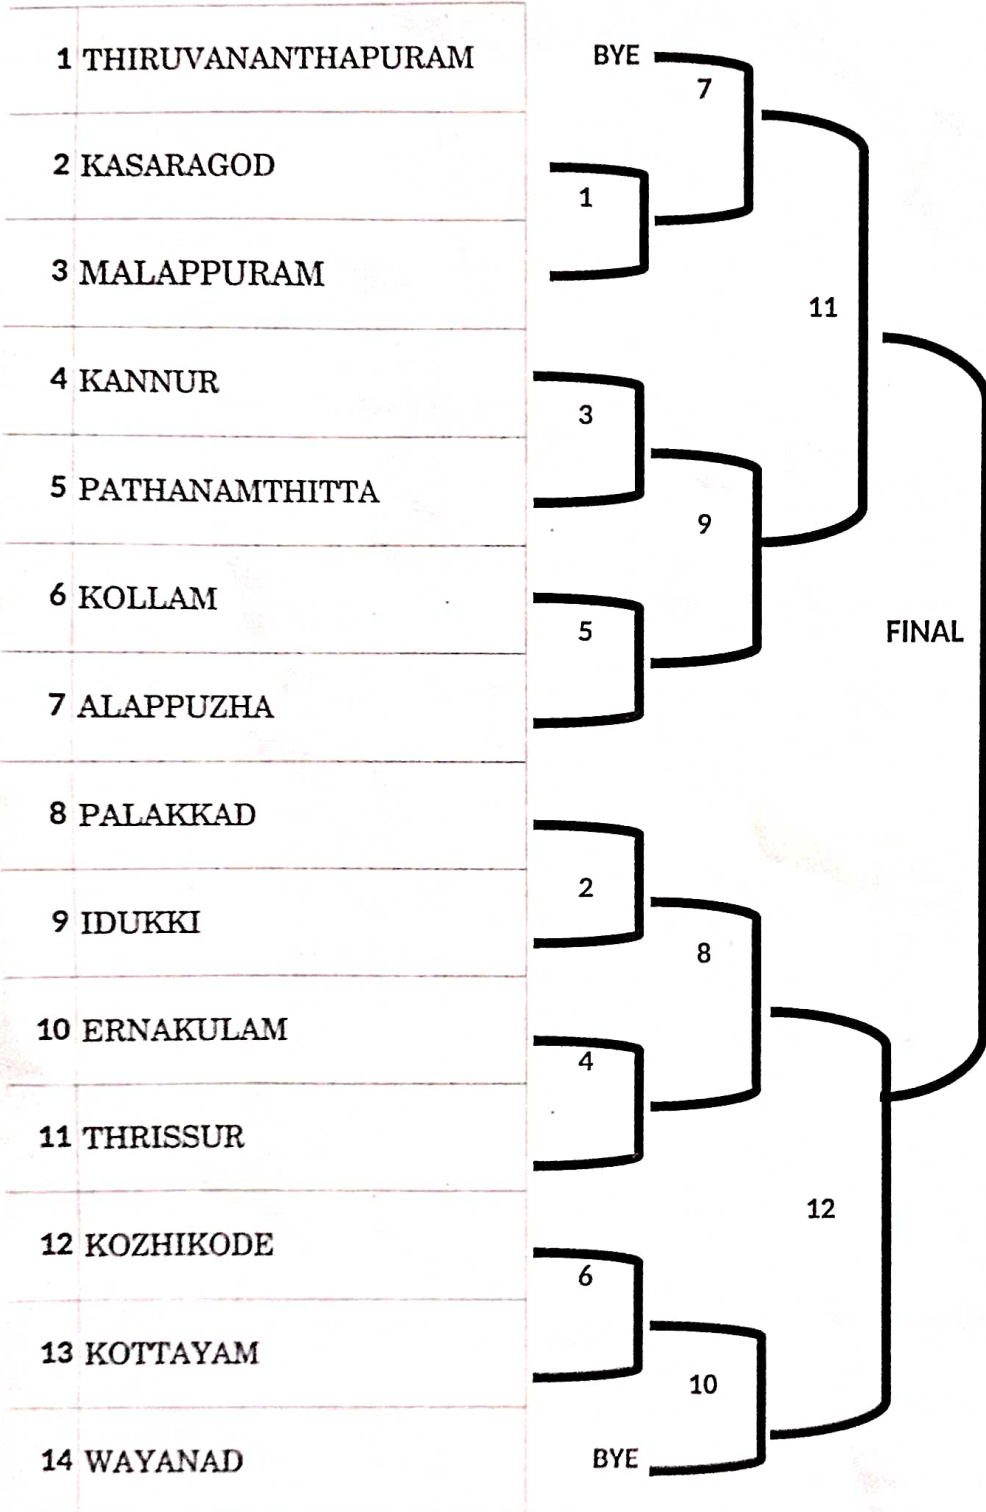 1 THIRUVANANTHAPURAM BYE
7
2 KASARAGOD
1
3 MALAPPURAM
11
4 KANNUR
3
5 PATHANAMTHITTA
9
6 KOLLAM
5 FINAL
7 ALAPPUZHA
8 PALAKKAD
2
9 IDUKKI
8
10 ERNAKULAM
4
11 THRISSUR
12
12 KOZHIKODE
6
13 KOTTAYAM
10
14 WAYANAD BYE